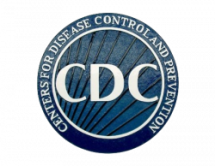 CENTERS FOR DISEASE CONTROL AND PREVENTION
CDC